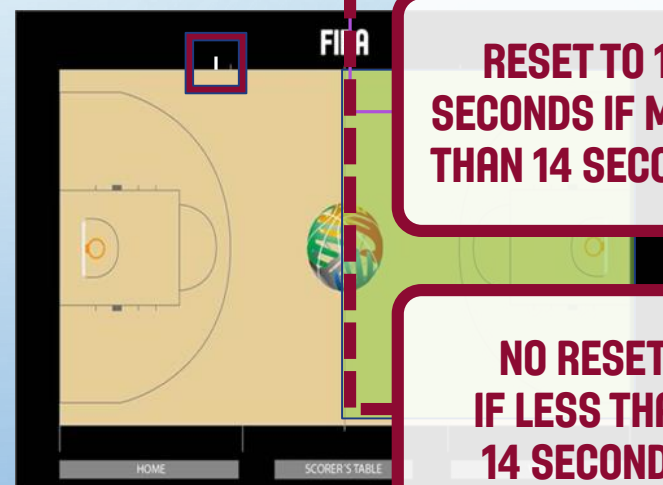 FIBA
RESET TO 1
SECONDS IF M
THAN 14 SECO
NO RESET
IF LESS THA
14 SECOND
HOME
SCORER'S TABLE